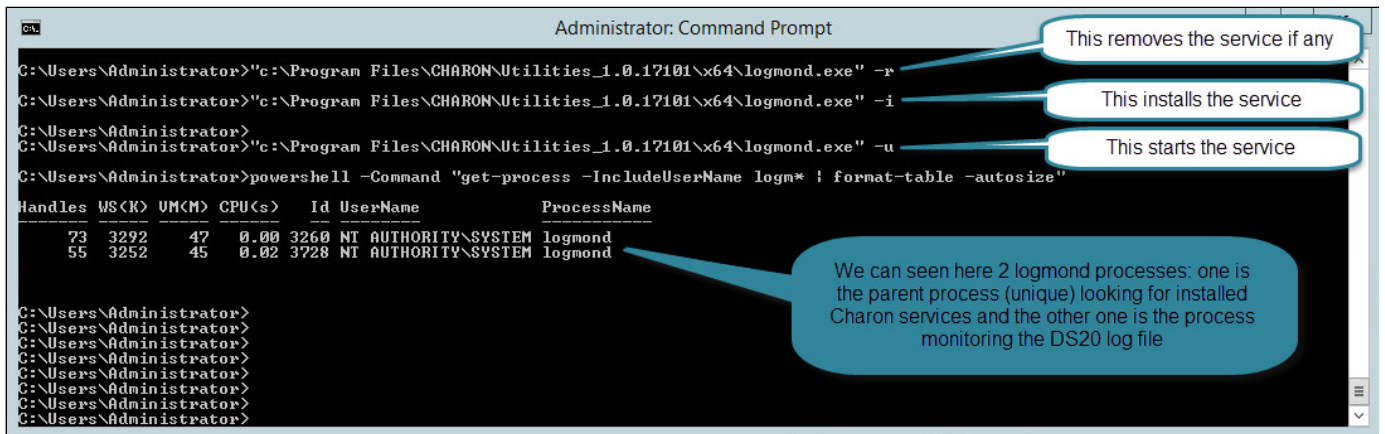 C:\.
Administrator: Command Prompt
This removes the service if any
C:\Users\Administrator>"c:\Program Files\CHARON\Utilities_1.0.17101\x64\logmond.exe" -r
C:\Users\Administrator>"c:\Program Files\CHARON\Utilities_1.0.17101\x64\logmond.exe" -i
This installs the service
C:\Users\Administrator>
C:\Users\Administrator>"c:\Program Files\CHARON\Utilities_1.0.17101\x64\logmond.exe" -u
This starts the service
C:\Users\Administrator>powershell -Command "get-process -IncludeUserName logm* | format-table -autosize"
Handles WS(K) VM(M) CPU(s) Id UserName ProcessName
------- ----- ----- ------ -- -------- -----------
73 3292 47 0.00 3260 NT AUTHORITY\SYSTEM logmond
55 3252 45 0.02 3728 NT AUTHORITY\SYSTEM logmond
We can seen here 2 logmond processes: one is
the parent process (unique) looking for installed
Charon services and the other one is the process
monitoring the DS20 log file
C:\Users\Administrator>
C:\Users\Administrator>
C:\Users\Administrator>
C:\Users\Administrator>
C:\Users\Administrator>
C:\Users\Administrator>
C:\Users\Administrator>
C:\Users\Administrator>